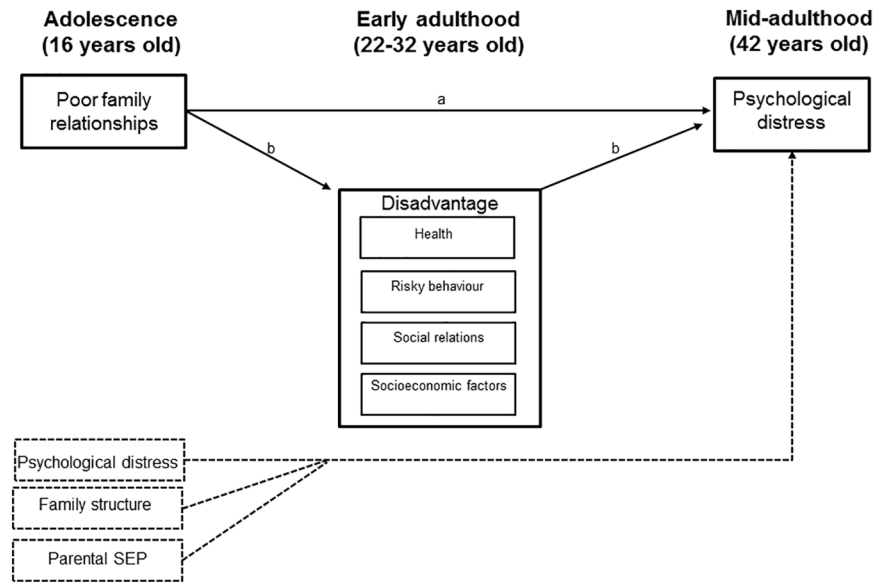 Adolescence
(16 years old)
Early adulthood
(22-32 years old)
Mid-adulthood
(42 years old)
Poor family
relationships
a
Psychological
distress
b
b
Disadvantage
Health
Risky behaviour
Social relations
Socioeconomic factors
Psychological distress
Family structure
Parental SEP